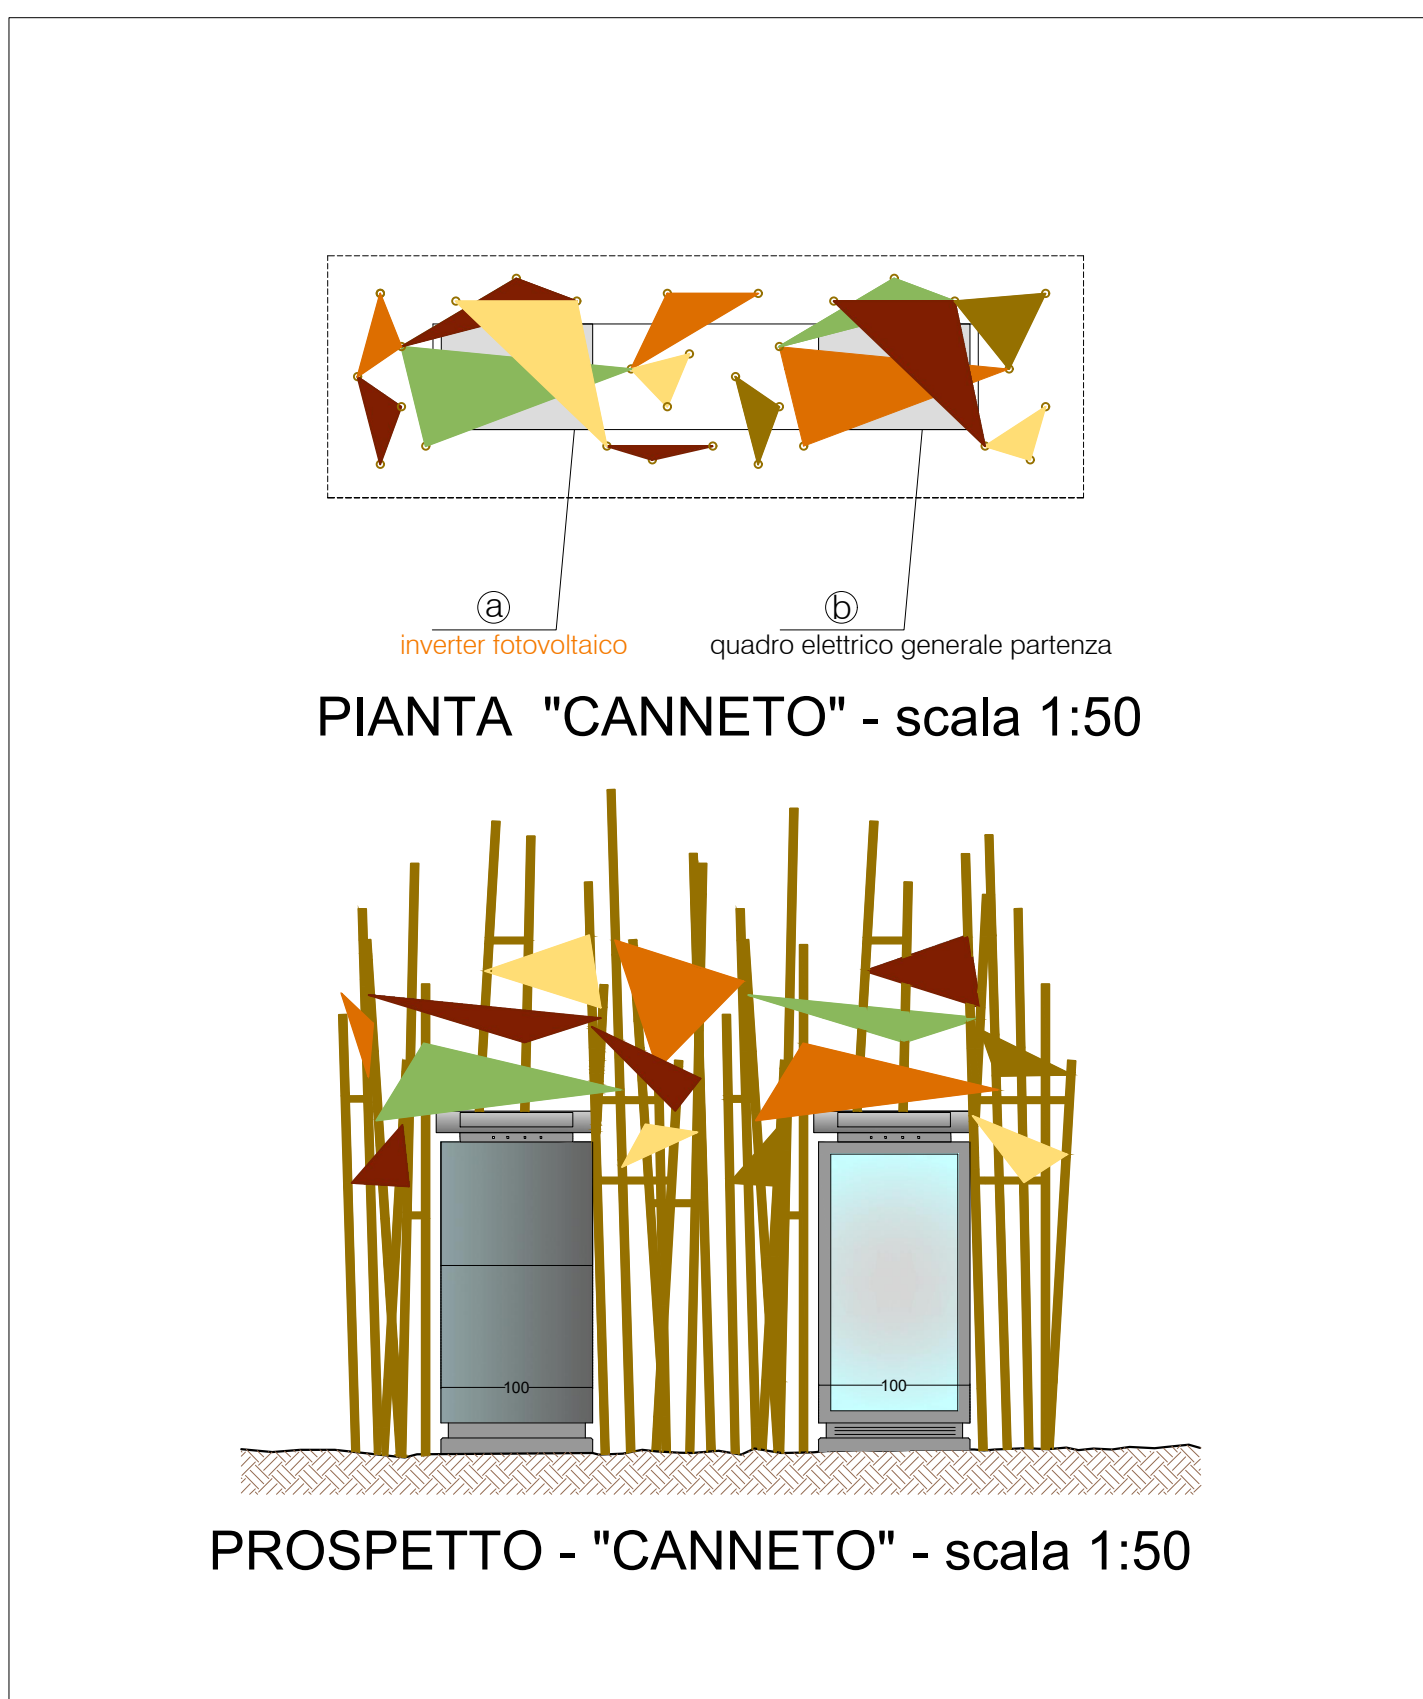 a
inverter fotovoltaico
b
quadro elettrico generale partenza
PIANTA "CANNETO" - scala 1:50
100
100
PROSPETTO - "CANNETO" - scala 1:50